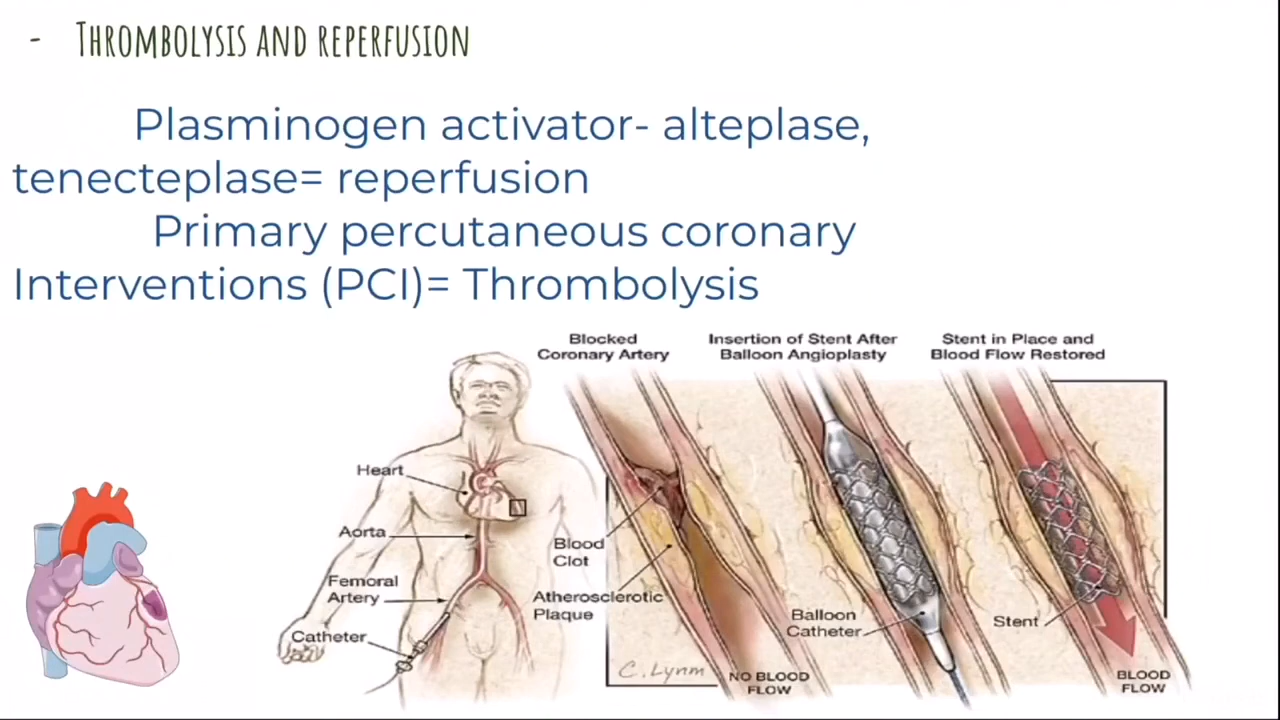 - THROMBOLYSIS AND REPERFUSION
Plasminogen activator- alteplase,
tenecteplase= reperfusion
Primary percutaneous coronary
Interventions (PCI)= Thrombolysis
Blocked
Coronary Artery
Insertion of Stent After
Balloon Angioplasty
Stent in Place and
Blood Flow Restored
Heart
Aorta
Femoral
Artery
Catheter
Blood
Clot
Atherosclerotic
Plaque
Balloon
Catheter
Stent
C. Lynm
NO BLOOD
FLOW
BLOOD
FLOW